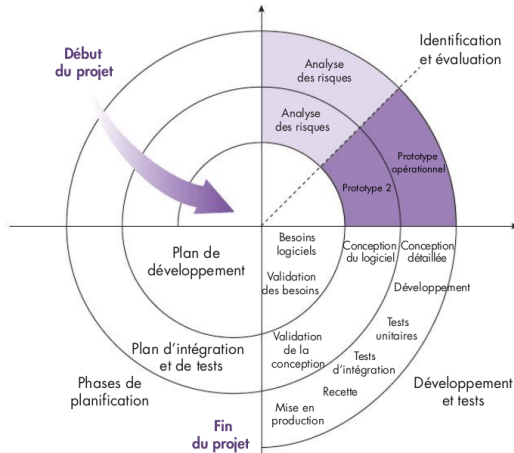 Début
du projet
Analyse
des risques
Identification
et évaluation
Analyse
des risques
Prototype
opérationnel
Prototype 2
Plan de
développement
Besoins
logiciels
Validation
des besoins
Conception
du logiciel
Conception
détaillée
Développement
Tests
unitaires
Validation
de la
conception
Tests
d'intégration
Recette
Mise en
production
Plan d'intégration
et de tests
Phases de
planification
Développement
et tests
Fin
du projet